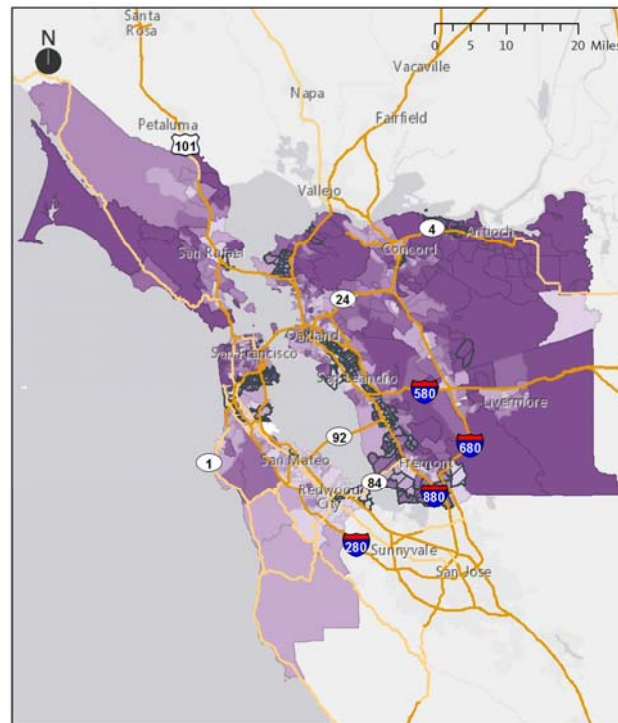 Santa
Rosa
N
0 5 10 20 Miles
Vacaville
Napa
Fairfield
Petaluma
101
Vallejo
4
Antioch
Concord
San Rafael
24
Oakland
San Francisco
San Leandro
580
Livermore
92
680
1
San Mateo
Fremont
84
Redwood
City
880
280
Sunnyvale
San Jose